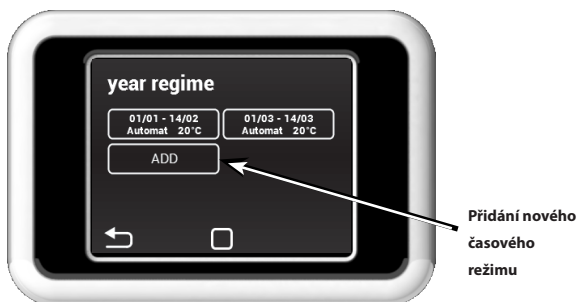 year regime
01/01 - 14/02
Automat 20°C
01/03 - 14/03
Automat 20°C
ADD
Přidání nového
časového
režimu